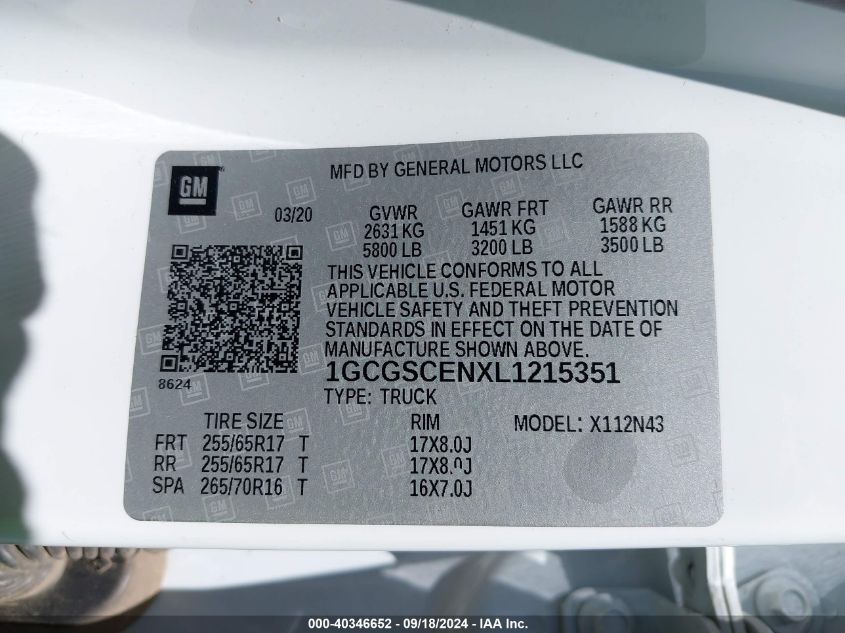 GM
MFD BY GENERAL MOTORS LLC
03/20
GVWR GAWR FRT GAWR RR
2631 KG 1451 KG 1588 KG
5800 LB 3200 LB 3500 LB
THIS VEHICLE CONFORMS TO ALL
APPLICABLE U.S. FEDERAL MOTOR
VEHICLE SAFETY AND THEFT PREVENTION
STANDARDS IN EFFECT ON THE DATE OF
MANUFACTURE SHOWN ABOVE.
8624
1GCGSCENXL1215351
TYPE: TRUCK
TIRE SIZE RIM MODEL: X112N43
FRT 255/65R17 T 17X8.0J
RR 255/65R17 T 17X8.0J
SPA 265/70R16 T 16X7.0J
000-40346652 - 09/18/2024 - Copyright © IAA, Inc.